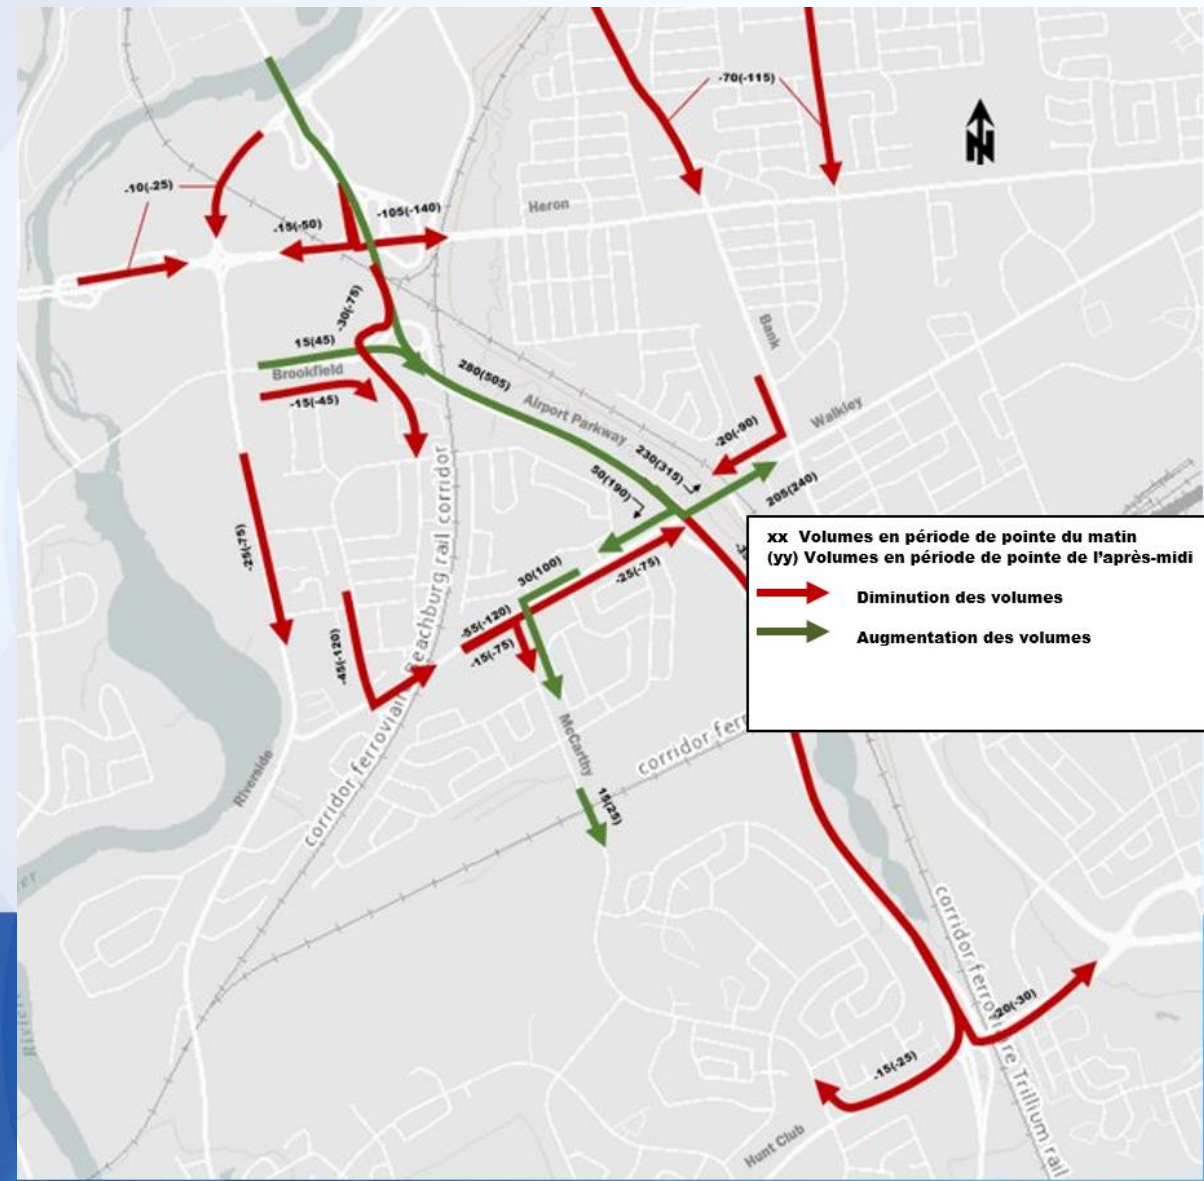 -70(-115)
-10(-25)
-15(-50)
-105(-140)
Heron
-30(-75)
15(45)
Brookfield
-15(-45)
280(505)
Airport Parkway
Bank
Walkley
-20(-90)
230(315)
50(190)
205(240)
-25(-75)
30(100)
-25(-75)
-55(-120)
-15(-75)
-45(-120)
McCarthy
15(25)
Riverside
corridor ferroviaire Beachburg rail corridor
corridor ferr
xx Volumes en période de pointe du matin
(yy) Volumes en période de pointe de l'après-midi
Diminution des volumes
Augmentation des volumes
corridor ferroviaire Trillium rail
-20(-30)
-15(-25)
Hunt Club
N